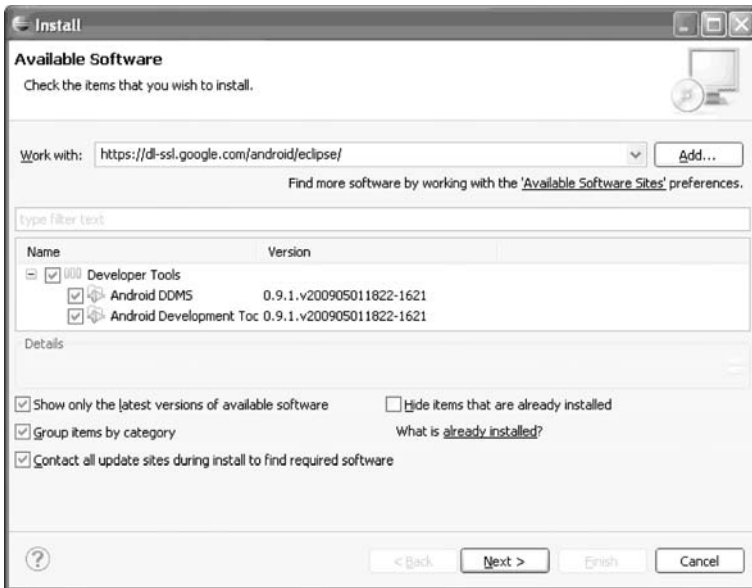 Install
Available Software
Check the items that you wish to install.
Work with: https://dl-ssl.google.com/android/eclipse/ Add...
Find more software by working with the 'Available Software Sites' preferences.
type filter text
Name Version
Developer Tools
Android DDMS 0.9.1.v200905011822-1621
Android Development Toc 0.9.1.v200905011822-1621
Details
Show only the latest versions of available software Hide items that are already installed
Group items by category What is already installed?
Contact all update sites during install to find required software
? < Back Next > Finish Cancel